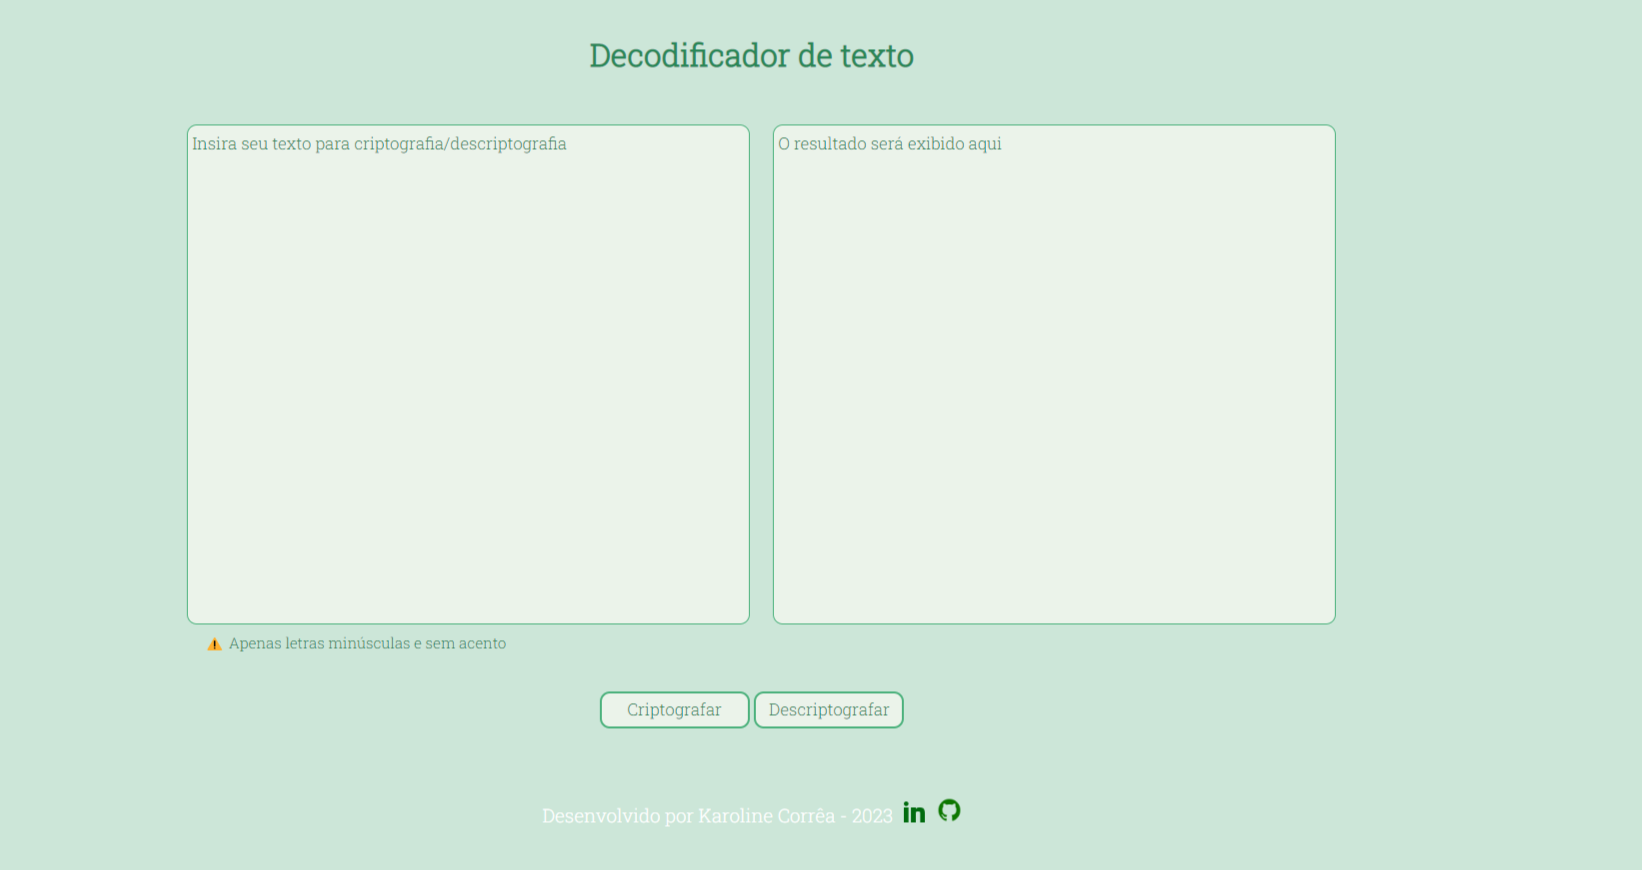 Decodificador de texto
Insira seu texto para criptografia/descriptografia
O resultado será exibido aqui
Apenas letras minúsculas e sem acento
Criptografar
Descriptografar
Desenvolvido por Karoline Corrêa - 2023 in